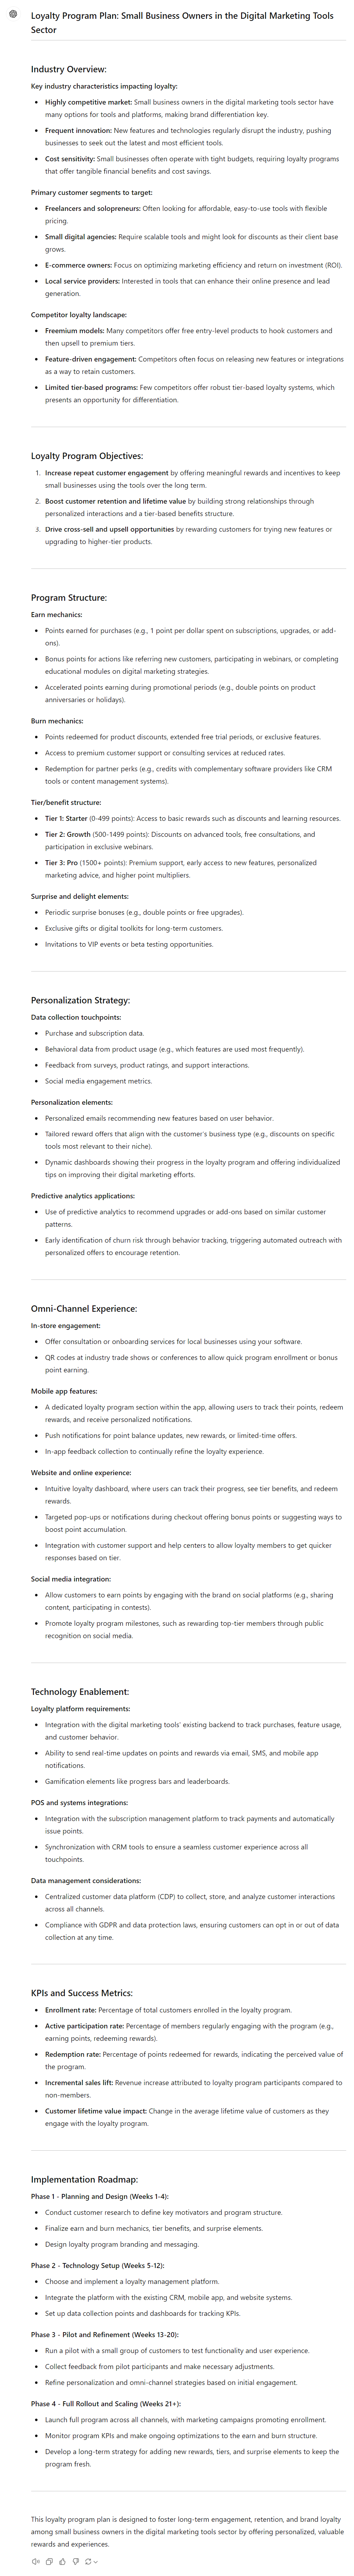 Loyalty Program Plan: Small Business Owners in the Digital Marketing Tools
Sector
Industry Overview:
Key industry characteristics impacting loyalty:
• Highly competitive market: Small business owners in the digital marketing tools sector have
many options for tools and platforms, making brand differentiation key.
• Frequent innovation: New features and technologies regularly disrupt the industry, pushing
businesses to seek out the latest and most efficient tools.
• Cost sensitivity: Small businesses often operate with tight budgets, requiring loyalty programs
that offer tangible financial benefits and cost savings.
Primary customer segments to target:
• Freelancers and solopreneurs: Often looking for affordable, easy-to-use tools with flexible
pricing.
• Small digital agencies: Require scalable tools and might look for discounts as their client base
grows.
• E-commerce owners: Focus on optimizing marketing efficiency and return on investment (ROI).
• Local service providers: Interested in tools that can enhance their online presence and lead
generation.
Competitor loyalty landscape:
• Freemium models: Many competitors offer free entry-level products to hook customers and
then upsell to premium tiers.
• Feature-driven engagement: Competitors often focus on releasing new features or integrations
as a way to retain customers.
• Limited tier-based programs: Few competitors offer robust tier-based loyalty systems, which
presents an opportunity for differentiation.
Loyalty Program Objectives:
1. Increase repeat customer engagement by offering meaningful rewards and incentives to keep
small businesses using the tools over the long term.
2. Boost customer retention and lifetime value by building strong relationships through
personalized interactions and a tier-based benefits structure.
3. Drive cross-sell and upsell opportunities by rewarding customers for trying new features or
upgrading to higher-tier products.
Program Structure:
Earn mechanics:
• Points earned for purchases (e.g., 1 point per dollar spent on subscriptions, upgrades, or add-
ons).
• Bonus points for actions like referring new customers, participating in webinars, or completing
educational modules on digital marketing strategies.
• Accelerated points earning during promotional periods (e.g., double points on product
anniversaries or holidays).
Burn mechanics:
• Points redeemed for product discounts, extended free trial periods, or exclusive features.
• Access to premium customer support or consulting services at reduced rates.
• Redemption for partner perks (e.g., credits with complementary software providers like CRM
tools or content management systems).
Tier/benefit structure:
• Tier 1: Starter (0-499 points): Access to basic rewards such as discounts and learning resources.
• Tier 2: Growth (500-1499 points): Discounts on advanced tools, free consultations, and
participation in exclusive webinars.
• Tier 3: Pro (1500+ points): Premium support, early access to new features, personalized
marketing advice, and higher point multipliers.
Surprise and delight elements:
• Periodic surprise bonuses (e.g., double points or free upgrades).
• Exclusive gifts or digital toolkits for long-term customers.
• Invitations to VIP events or beta testing opportunities.
Personalization Strategy:
Data collection touchpoints:
• Purchase and subscription data.
• Behavioral data from product usage (e.g., which features are used most frequently).
• Feedback from surveys, product ratings, and support interactions.
• Social media engagement metrics.
Personalization elements:
• Personalized emails recommending new features based on user behavior.
• Tailored reward offers that align with the customer's business type (e.g., discounts on specific
tools most relevant to their niche).
• Dynamic dashboards showing their progress in the loyalty program and offering individualized
tips on improving their digital marketing efforts.
Predictive analytics applications:
• Use of predictive analytics to recommend upgrades or add-ons based on similar customer
patterns.
• Early identification of churn risk through behavior tracking, triggering automated outreach with
personalized offers to encourage retention.
Omni-Channel Experience:
In-store engagement:
• Offer consultation or onboarding services for local businesses using your software.
• QR codes at industry trade shows or conferences to allow quick program enrollment or bonus
point earning.
Mobile app features:
• A dedicated loyalty program section within the app, allowing users to track their points, redeem
rewards, and receive personalized notifications.
• Push notifications for point balance updates, new rewards, or limited-time offers.
• In-app feedback collection to continually refine the loyalty experience.
Website and online experience:
• Intuitive loyalty dashboard, where users can track their progress, see tier benefits, and redeem
rewards.
• Targeted pop-ups or notifications during checkout offering bonus points or suggesting ways to
boost point accumulation.
• Integration with customer support and help centers to allow loyalty members to get quicker
responses based on tier.
Social media integration:
• Allow customers to earn points by engaging with the brand on social platforms (e.g., sharing
content, participating in contests).
• Promote loyalty program milestones, such as rewarding top-tier members through public
recognition on social media.
Technology Enablement:
Loyalty platform requirements:
• Integration with the digital marketing tools' existing backend to track purchases, feature usage,
and customer behavior.
• Ability to send real-time updates on points and rewards via email, SMS, and mobile app
notifications.
• Gamification elements like progress bars and leaderboards.
POS and systems integrations:
• Integration with the subscription management platform to track payments and automatically
issue points.
• Synchronization with CRM tools to ensure a seamless customer experience across all
touchpoints.
Data management considerations:
• Centralized customer data platform (CDP) to collect, store, and analyze customer interactions
across all channels.
• Compliance with GDPR and data protection laws, ensuring customers can opt in or out of data
collection at any time.
KPIs and Success Metrics:
• Enrollment rate: Percentage of total customers enrolled in the loyalty program.
• Active participation rate: Percentage of members regularly engaging with the program (e.g.,
earning points, redeeming rewards).
• Redemption rate: Percentage of points redeemed for rewards, indicating the perceived value of
the program.
• Incremental sales lift: Revenue increase attributed to loyalty program participants compared to
non-members.
• Customer lifetime value impact: Change in the average lifetime value of customers as they
engage with the loyalty program.
Implementation Roadmap:
Phase 1 - Planning and Design (Weeks 1-4):
• Conduct customer research to define key motivators and program structure.
• Finalize earn and burn mechanics, tier benefits, and surprise elements.
• Design loyalty program branding and messaging.
Phase 2 - Technology Setup (Weeks 5-12):
• Choose and implement a loyalty management platform.
• Integrate the platform with the existing CRM, mobile app, and website systems.
• Set up data collection points and dashboards for tracking KPIs.
Phase 3 - Pilot and Refinement (Weeks 13-20):
• Run a pilot with a small group of customers to test functionality and user experience.
• Collect feedback from pilot participants and make necessary adjustments.
• Refine personalization and omni-channel strategies based on initial engagement.
Phase 4 - Full Rollout and Scaling (Weeks 21+):
• Launch full program across all channels, with marketing campaigns promoting enrollment.
• Monitor program KPIs and make ongoing optimizations to the earn and burn structure.
• Develop a long-term strategy for adding new rewards, tiers, and surprise elements to keep the
program fresh.
This loyalty program plan is designed to foster long-term engagement, retention, and brand loyalty
among small business owners in the digital marketing tools sector by offering personalized, valuable
rewards and experiences.